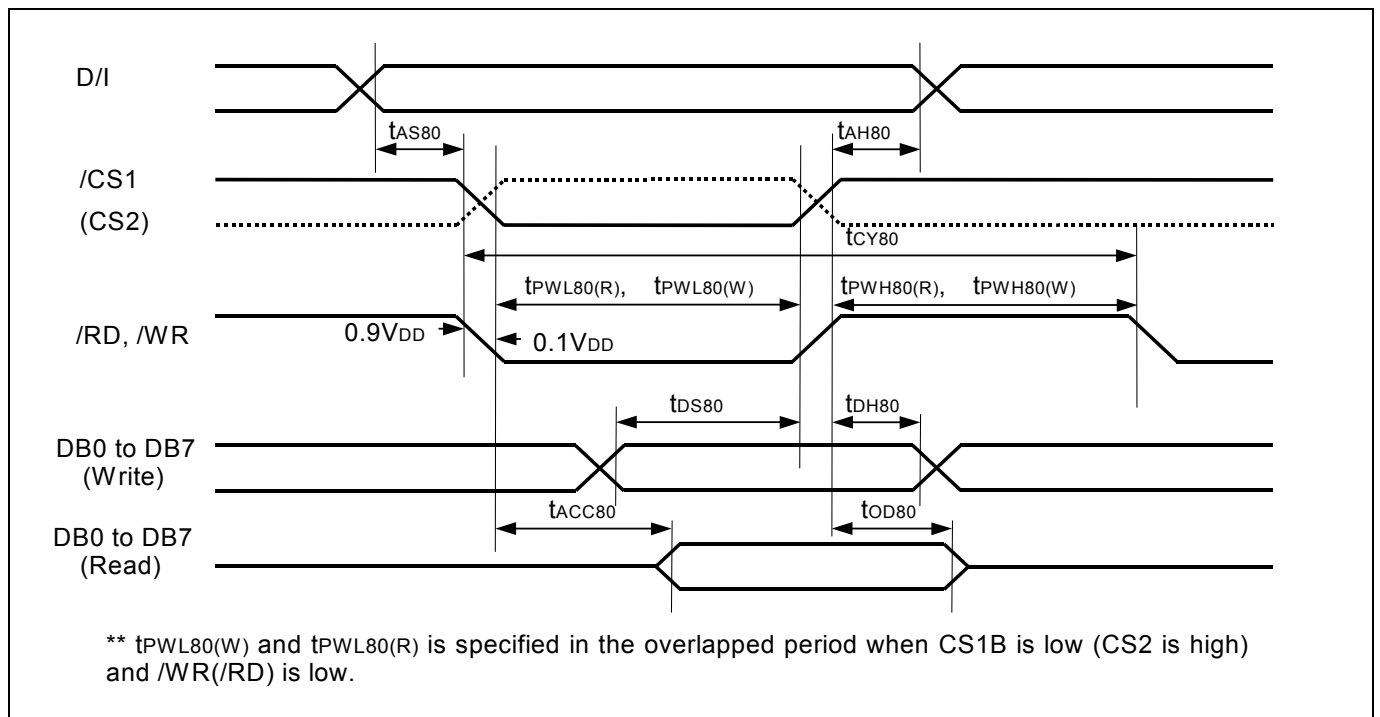 D/I
tAS80
tAH80
/CS1
(CS2)
tCY80
tPWL80(R), tPWL80(W)
tPWH80(R), tPWH80(W)
/RD, /WR
0.9VDD
0.1VDD
tDS80
tDH80
DB0 to DB7
(Write)
tACC80
tOD80
DB0 to DB7
(Read)
** tPWL80(W) and tPWL80(R) is specified in the overlapped period when CS1B is low (CS2 is high)
and /WR(/RD) is low.